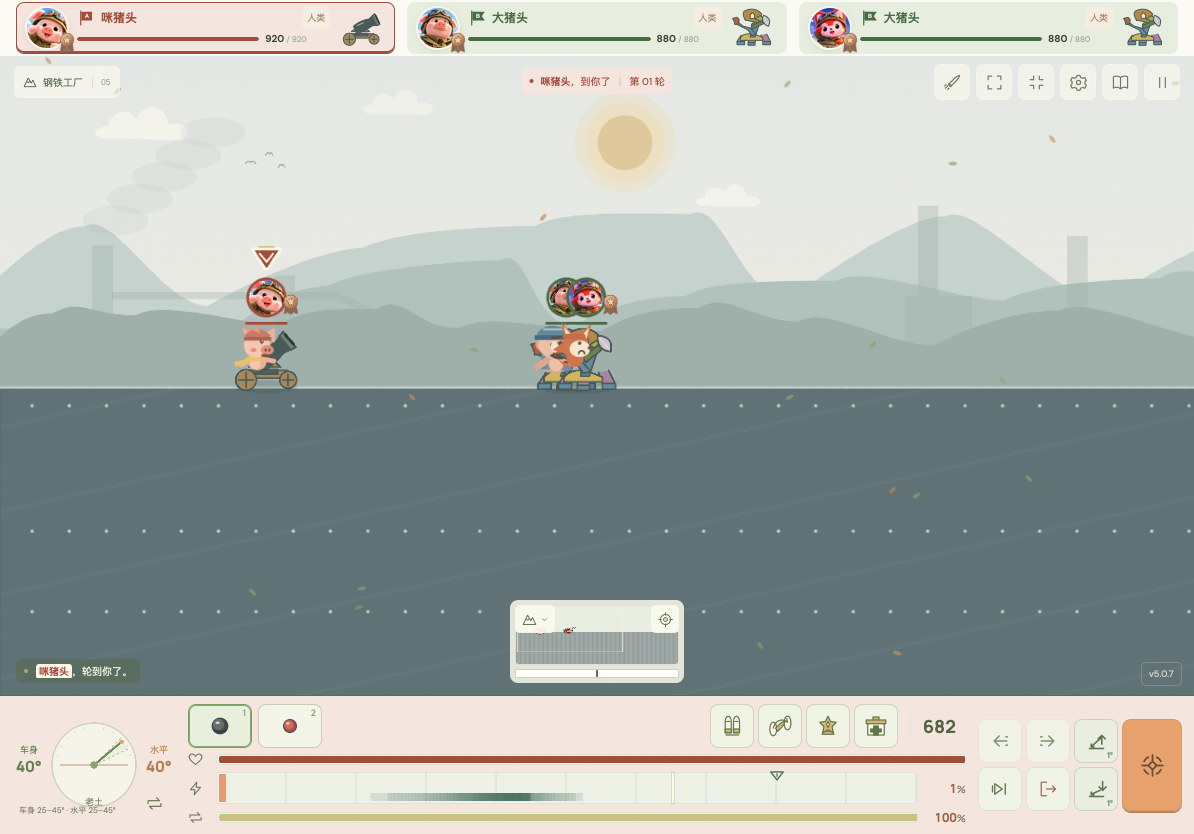 A 咪猪头 人类
920 / 920
B 大猪头 人类
880 / 880
B 大猪头 人类
880 / 880
钢铁工厂 | 05
咪猪头，到你了 | 第 01 轮
咪猪头，轮到你了。
v5.0.7
1
2
682
车身
40°
水平
40°
老土
车身 25–45° · 水平 25–45°
1%
100%
1°
1°